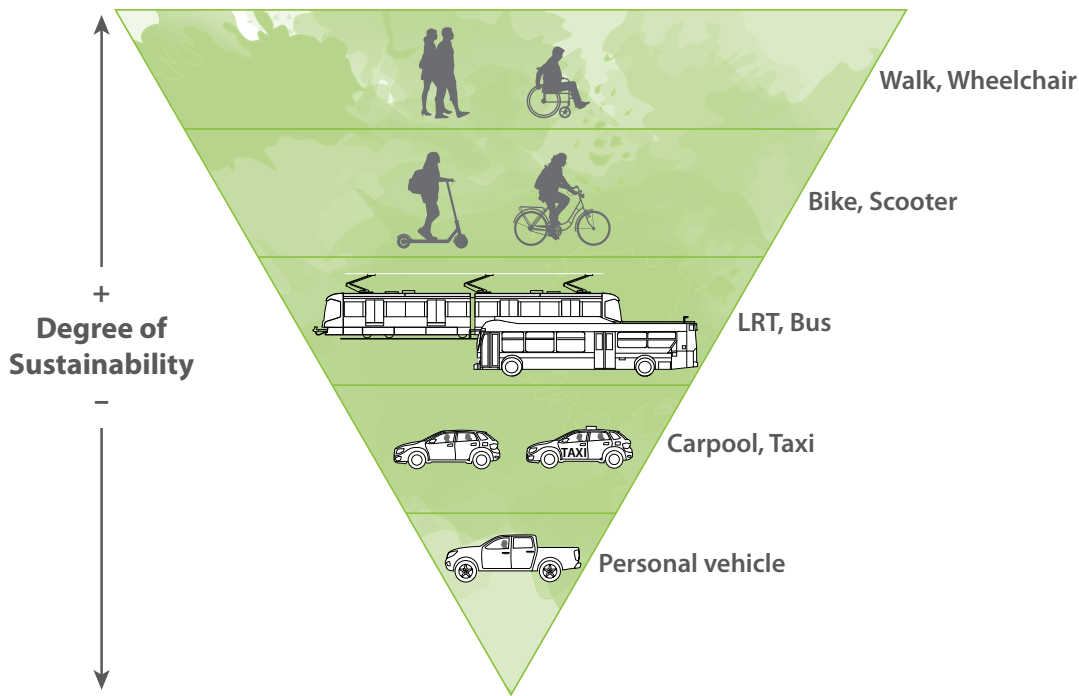 Walk, Wheelchair
Bike, Scooter
+
Degree of
Sustainability
–
LRT, Bus
TAXI
Carpool, Taxi
Personal vehicle